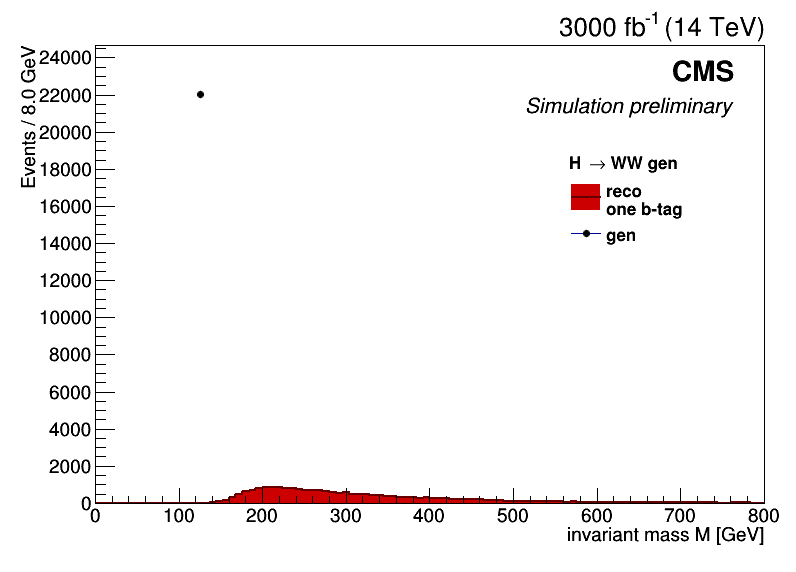 3000 fb-1 (14 TeV)
Events / 8.0 GeV
24000
22000
20000
18000
16000
14000
12000
10000
8000
6000
4000
2000
0
CMS
Simulation preliminary
H → WW gen
reco
one b-tag
gen
0 100 200 300 400 500 600 700 800
invariant mass M [GeV]